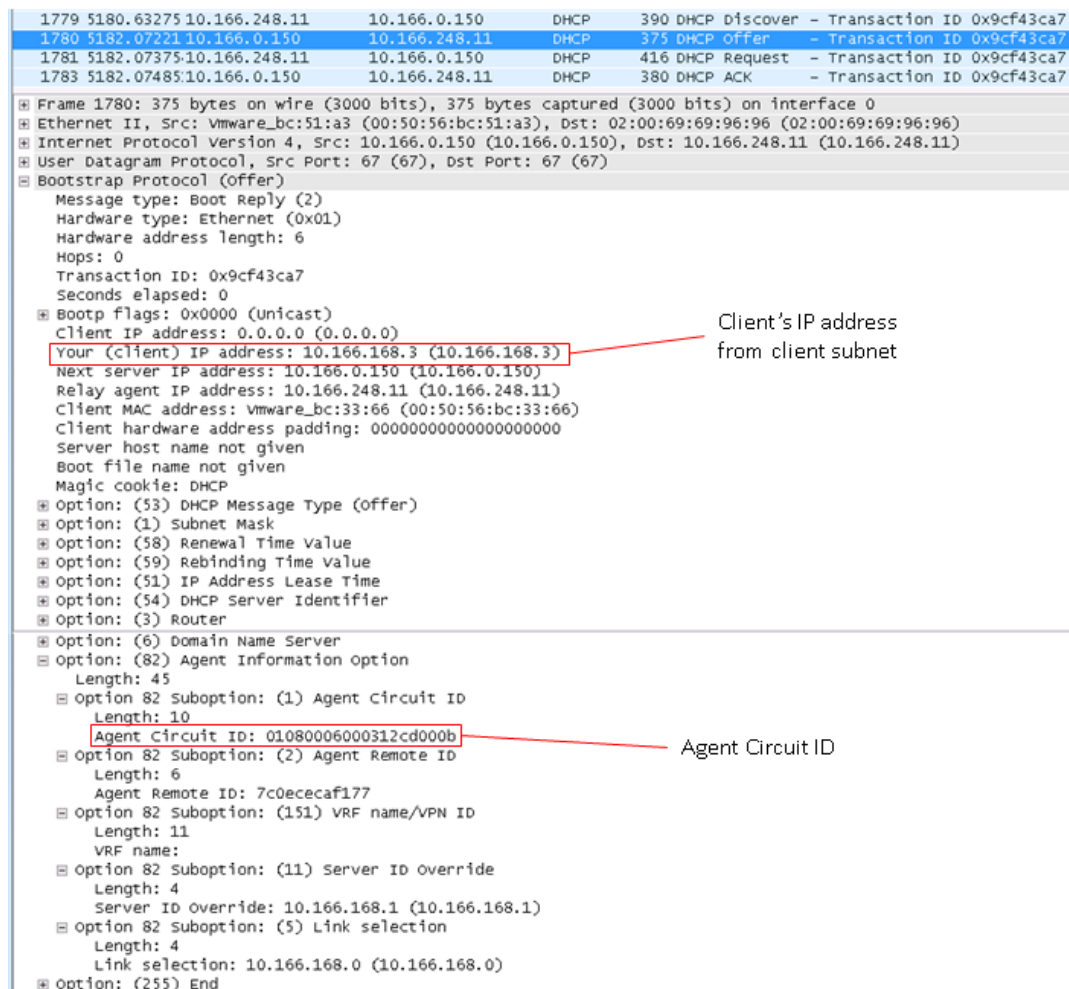 1779 5180.63275 10.166.248.11 10.166.0.150 DHCP 390 DHCP Discover - Transaction ID 0x9cf43ca7
1780 5182.07221 10.166.0.150 10.166.248.11 DHCP 375 DHCP Offer - Transaction ID 0x9cf43ca7
1781 5182.07375 10.166.248.11 10.166.0.150 DHCP 416 DHCP Request - Transaction ID 0x9cf43ca7
1783 5182.07485 10.166.0.150 10.166.248.11 DHCP 380 DHCP ACK - Transaction ID 0x9cf43ca7
Frame 1780: 375 bytes on wire (3000 bits), 375 bytes captured (3000 bits) on interface 0
Ethernet II, Src: Vmware_bc:51:a3 (00:50:56:bc:51:a3), Dst: 02:00:69:69:96:96 (02:00:69:69:96:96)
Internet Protocol Version 4, Src: 10.166.0.150 (10.166.0.150), Dst: 10.166.248.11 (10.166.248.11)
User Datagram Protocol, Src Port: 67 (67), Dst Port: 67 (67)
Bootstrap Protocol (Offer)
Message type: Boot Reply (2)
Hardware type: Ethernet (0x01)
Hardware address length: 6
Hops: 0
Transaction ID: 0x9cf43ca7
Seconds elapsed: 0
Bootp flags: 0x0000 (Unicast)
Client IP address: 0.0.0.0 (0.0.0.0)
Your (client) IP address: 10.166.168.3 (10.166.168.3)
Client's IP address
from client subnet
Next server IP address: 10.166.0.150 (10.166.0.150)
Relay agent IP address: 10.166.248.11 (10.166.248.11)
Client MAC address: Vmware_bc:33:66 (00:50:56:bc:33:66)
Client hardware address padding: 00000000000000000000
Server host name not given
Boot file name not given
Magic cookie: DHCP
Option: (53) DHCP Message Type (Offer)
Option: (1) Subnet Mask
Option: (58) Renewal Time Value
Option: (59) Rebinding Time Value
Option: (51) IP Address Lease Time
Option: (54) DHCP Server Identifier
Option: (3) Router
Option: (6) Domain Name Server
Option: (82) Agent Information Option
Length: 45
Option 82 Suboption: (1) Agent Circuit ID
Length: 10
Agent Circuit ID: 01080006000312cd000b
Agent Circuit ID
Option 82 Suboption: (2) Agent Remote ID
Length: 6
Agent Remote ID: 7c0ececaf177
Option 82 Suboption: (151) VRF name/VPN ID
Length: 11
VRF name:
Option 82 Suboption: (11) Server ID Override
Length: 4
Server ID Override: 10.166.168.1 (10.166.168.1)
Option 82 Suboption: (5) Link selection
Length: 4
Link selection: 10.166.168.0 (10.166.168.0)
Option: (255) End